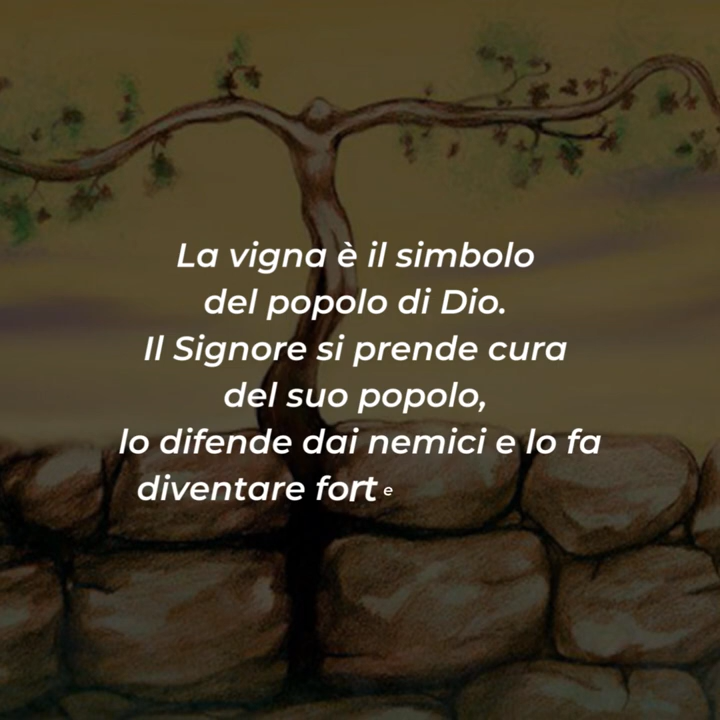 La vigna è il simbolo
del popolo di Dio.
Il Signore si prende cura
del suo popolo,
lo difende dai nemici e lo fa
diventare forte